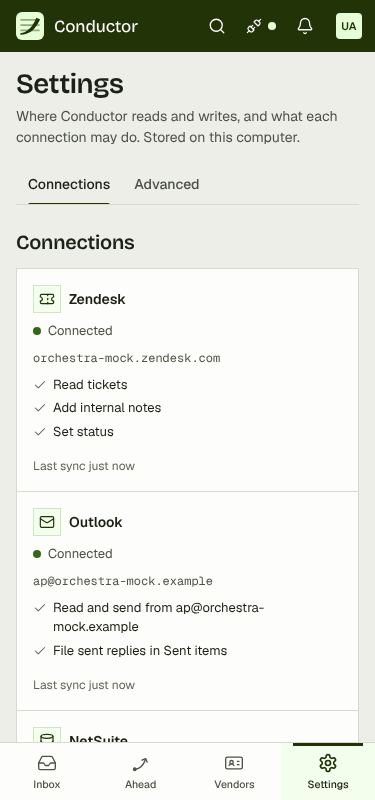 Conductor
UA
Settings
Where Conductor reads and writes, and what each
connection may do. Stored on this computer.
Connections
Advanced
Connections
Zendesk
Connected
orchestra-mock.zendesk.com
Read tickets
Add internal notes
Set status
Last sync just now
Outlook
Connected
ap@orchestra-mock.example
Read and send from ap@orchestra-
mock.example
File sent replies in Sent items
Last sync just now
NetSuite
Inbox
Ahead
Vendors
Settings